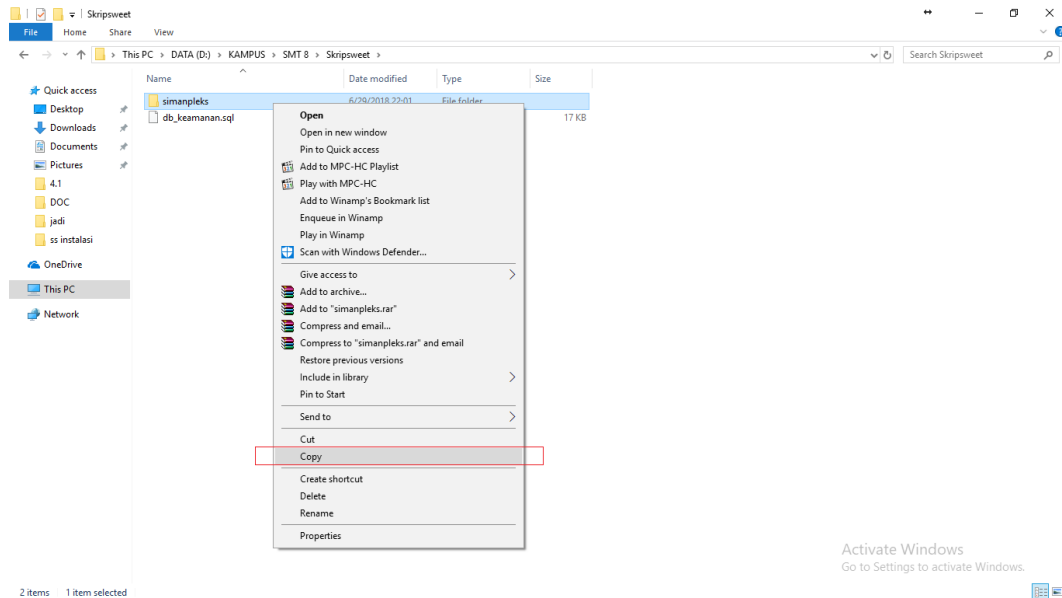 Skripsweet
File Home Share View
This PC > DATA (D:) > KAMPUS > SMT 8 > Skripsweet >
Search Skripsweet
Name Date modified Type Size
Quick access
Desktop
Downloads
Documents
Pictures
4.1
DOC
jadi
ss instalasi
OneDrive
This PC
Network
simanpleks 6/29/2018 22:01 File folder
db_keamanan.sql 17 KB
Open
Open in new window
Pin to Quick access
Add to MPC-HC Playlist
Play with MPC-HC
Add to Winamp's Bookmark list
Enqueue in Winamp
Play in Winamp
Scan with Windows Defender...
Give access to
Add to archive...
Add to "simanpleks.rar"
Compress and email...
Compress to "simanpleks.rar" and email
Restore previous versions
Include in library
Pin to Start
Send to
Cut
Copy
Create shortcut
Delete
Rename
Properties
Activate Windows
Go to Settings to activate Windows.
2 items 1 item selected